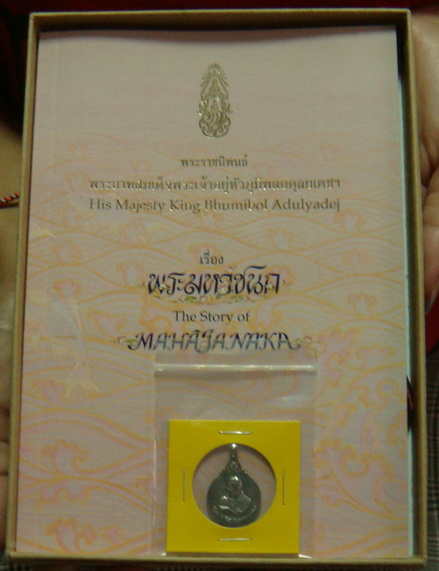 พระราชนิพนธ์
พระบาทสมเด็จพระเจ้าอยู่หัวภูมิพลอดุลยเดชฯ
His Majesty King Bhumibol Adulyadej
เรื่อง
พระมหาชนก
The Story of
MAHAJANAKA